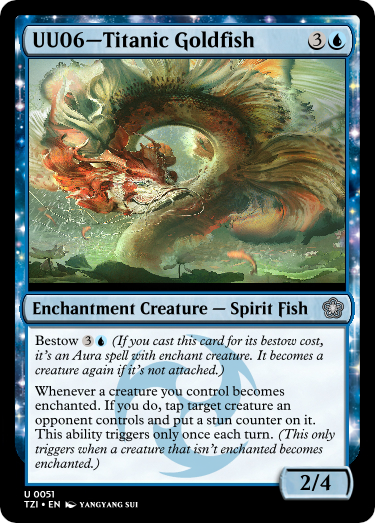 UU06—Titanic Goldfish 3
Enchantment Creature — Spirit Fish
Bestow 3 (If you cast this card for its bestow cost,
it's an Aura spell with enchant creature. It becomes a
creature again if it's not attached.)
Whenever a creature you control becomes
enchanted. If you do, tap target creature an
opponent controls and put a stun counter on it.
This ability triggers only once each turn. (This only
triggers when a creature that isn't enchanted becomes
enchanted.)
2/4
U 0051
TZI • EN YANGYANG SUI